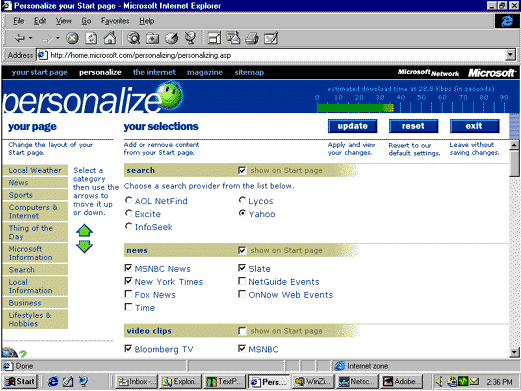 Personalize your Start page - Microsoft Internet Explorer
File Edit View Go Favorites Help
Address http://home.microsoft.com/personalizing/personalizing.asp
your start page personalize the internet magazine sitemap Microsoft Network Microsoft
personalize
estimated download time at 28.8 Kbps (in seconds)
0 10 20 30 40 50 60 70 80 90
your page your selections update reset exit
Change the layout of your Start page.
Add or remove content from your Start page.
Apply and view your changes.
Revert to our default settings.
Leave without saving changes.
Local Weather
News
Sports
Computers & Internet
Thing of the Day
Microsoft Information
Search
Local Information
Business
Lifestyles & Hobbies
Select a category then use the arrows to move it up or down.
search show on Start page
Choose a search provider from the list below.
AOL NetFind Lycos
Excite Yahoo
InfoSeek
news show on Start page
MSNBC News Slate
New York Times NetGuide Events
Fox News OnNow Web Events
Time
video clips show on Start page
Bloomberg TV MSNBC
Done Internet zone
Start Inbox - Explori... TextP... Pers... WinZi... Netsc... Adobe... 2:36 PM